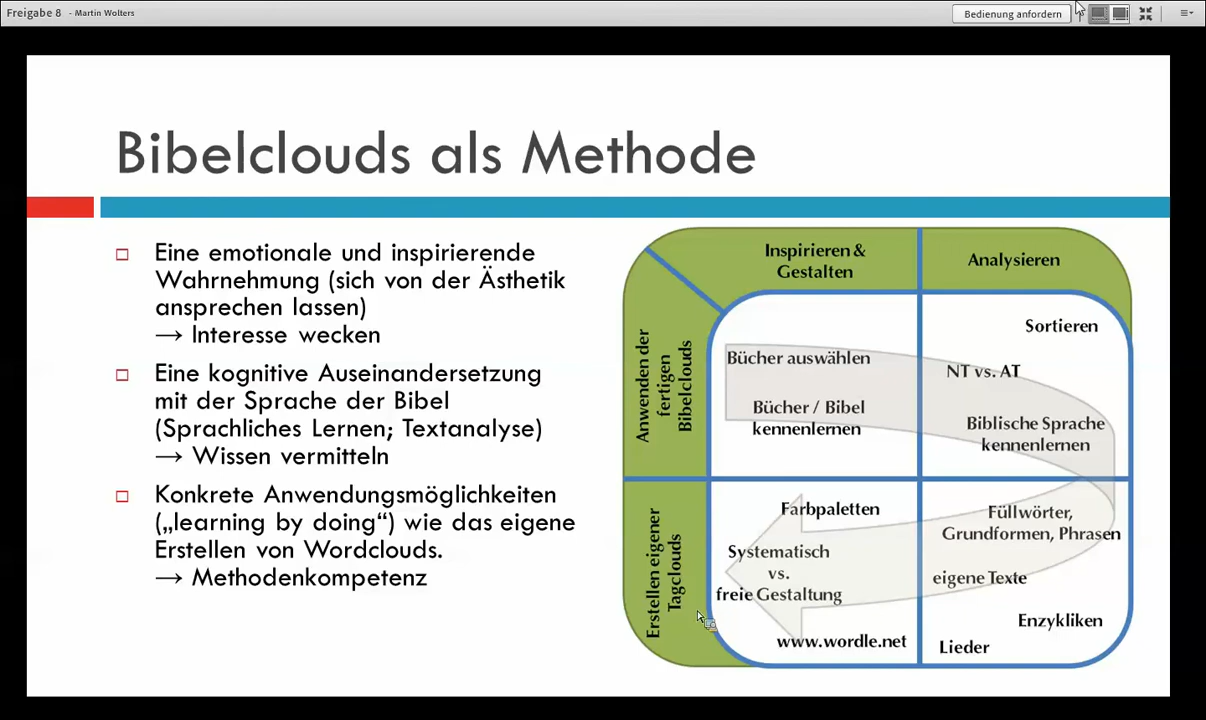 Freigabe 8 - Martin Wolters
Bedienung anfordern
Bibelclouds als Methode
Eine emotionale und inspirierende
Wahrnehmung (sich von der Ästhetik
ansprechen lassen)
→ Interesse wecken
Eine kognitive Auseinandersetzung
mit der Sprache der Bibel
(Sprachliches Lernen; Textanalyse)
→ Wissen vermitteln
Konkrete Anwendungsmöglichkeiten
(„learning by doing“) wie das eigene
Erstellen von Wordclouds.
→ Methodenkompetenz
Inspirieren &
Gestalten
Analysieren
Anwenden der
fertigen
Bibelclouds
Bücher auswählen
Bücher / Bibel
kennenlernen
Sortieren
NT vs. AT
Biblische Sprache
kennenlernen
Erstellen eigener
Tagclouds
Farbpaletten
Systematisch
vs.
freie Gestaltung
www.wordle.net
Füllwörter,
Grundformen, Phrasen
eigene Texte
Enzykliken
Lieder